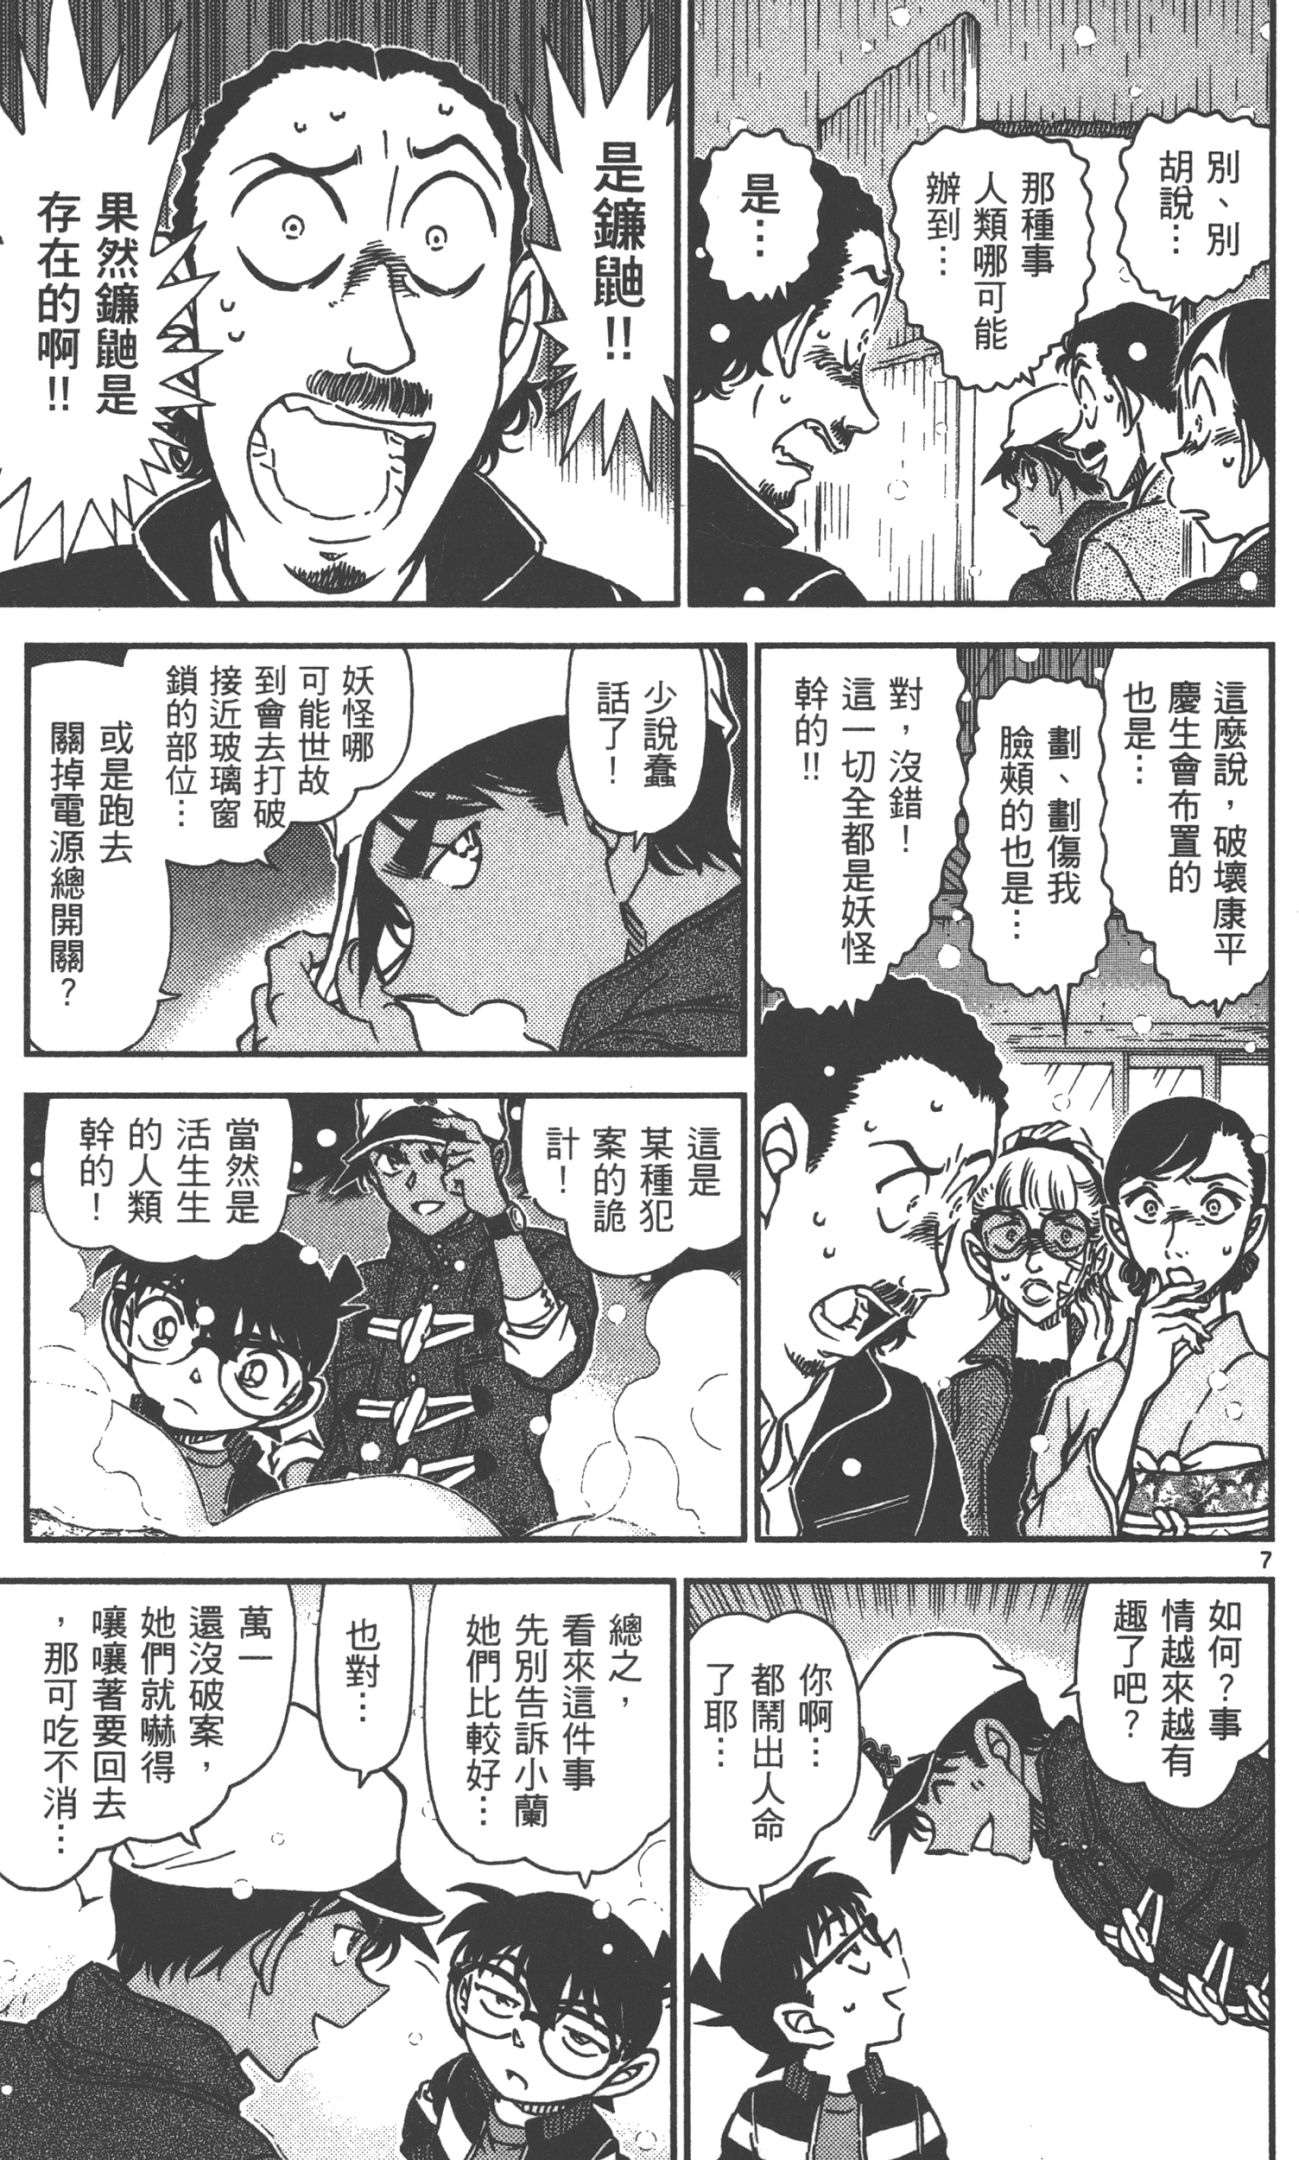 別、別
胡說…
那種事
人類哪可能
辦到…
是…
是鐮鼬!!
果然鐮鼬是
存在的啊!!
這麼說，破壞康平
慶生會布置的
也是…
劃、劃傷我
臉頰的也是…
對，沒錯！
這一切全都是妖怪
幹的!!
少說蠢
話了！
妖怪哪
可能世故
到會去打破
接近玻璃窗
鎖的部位…
或是跑去
關掉電源總開關？
這是
某種犯
案的詭
計！
當然是
活生生
的人類
幹的！
7
如何？事
情越來越有
趣了吧？
你啊…
都鬧出人命
了耶…
總之，
看來這件事
先別告訴小蘭
她們比較好…
也對…
萬一
還沒破案，
她們就嚇得
嚷嚷著要回去
，那可吃不消…